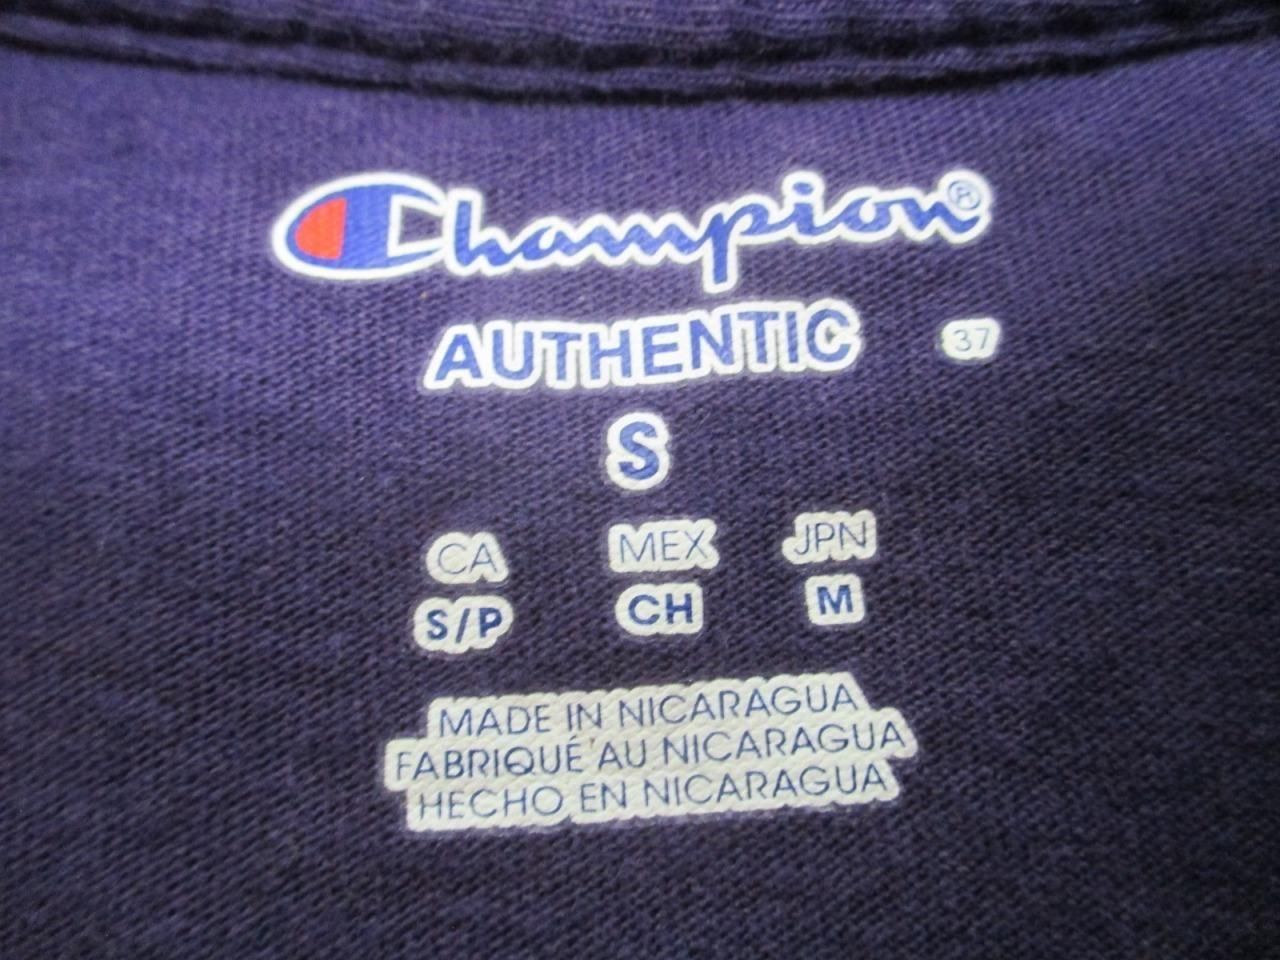 Champion®
AUTHENTIC 37
S
CA MEX JPN
S/P CH M
MADE IN NICARAGUA
FABRIQUÉ AU NICARAGUA
HECHO EN NICARAGUA